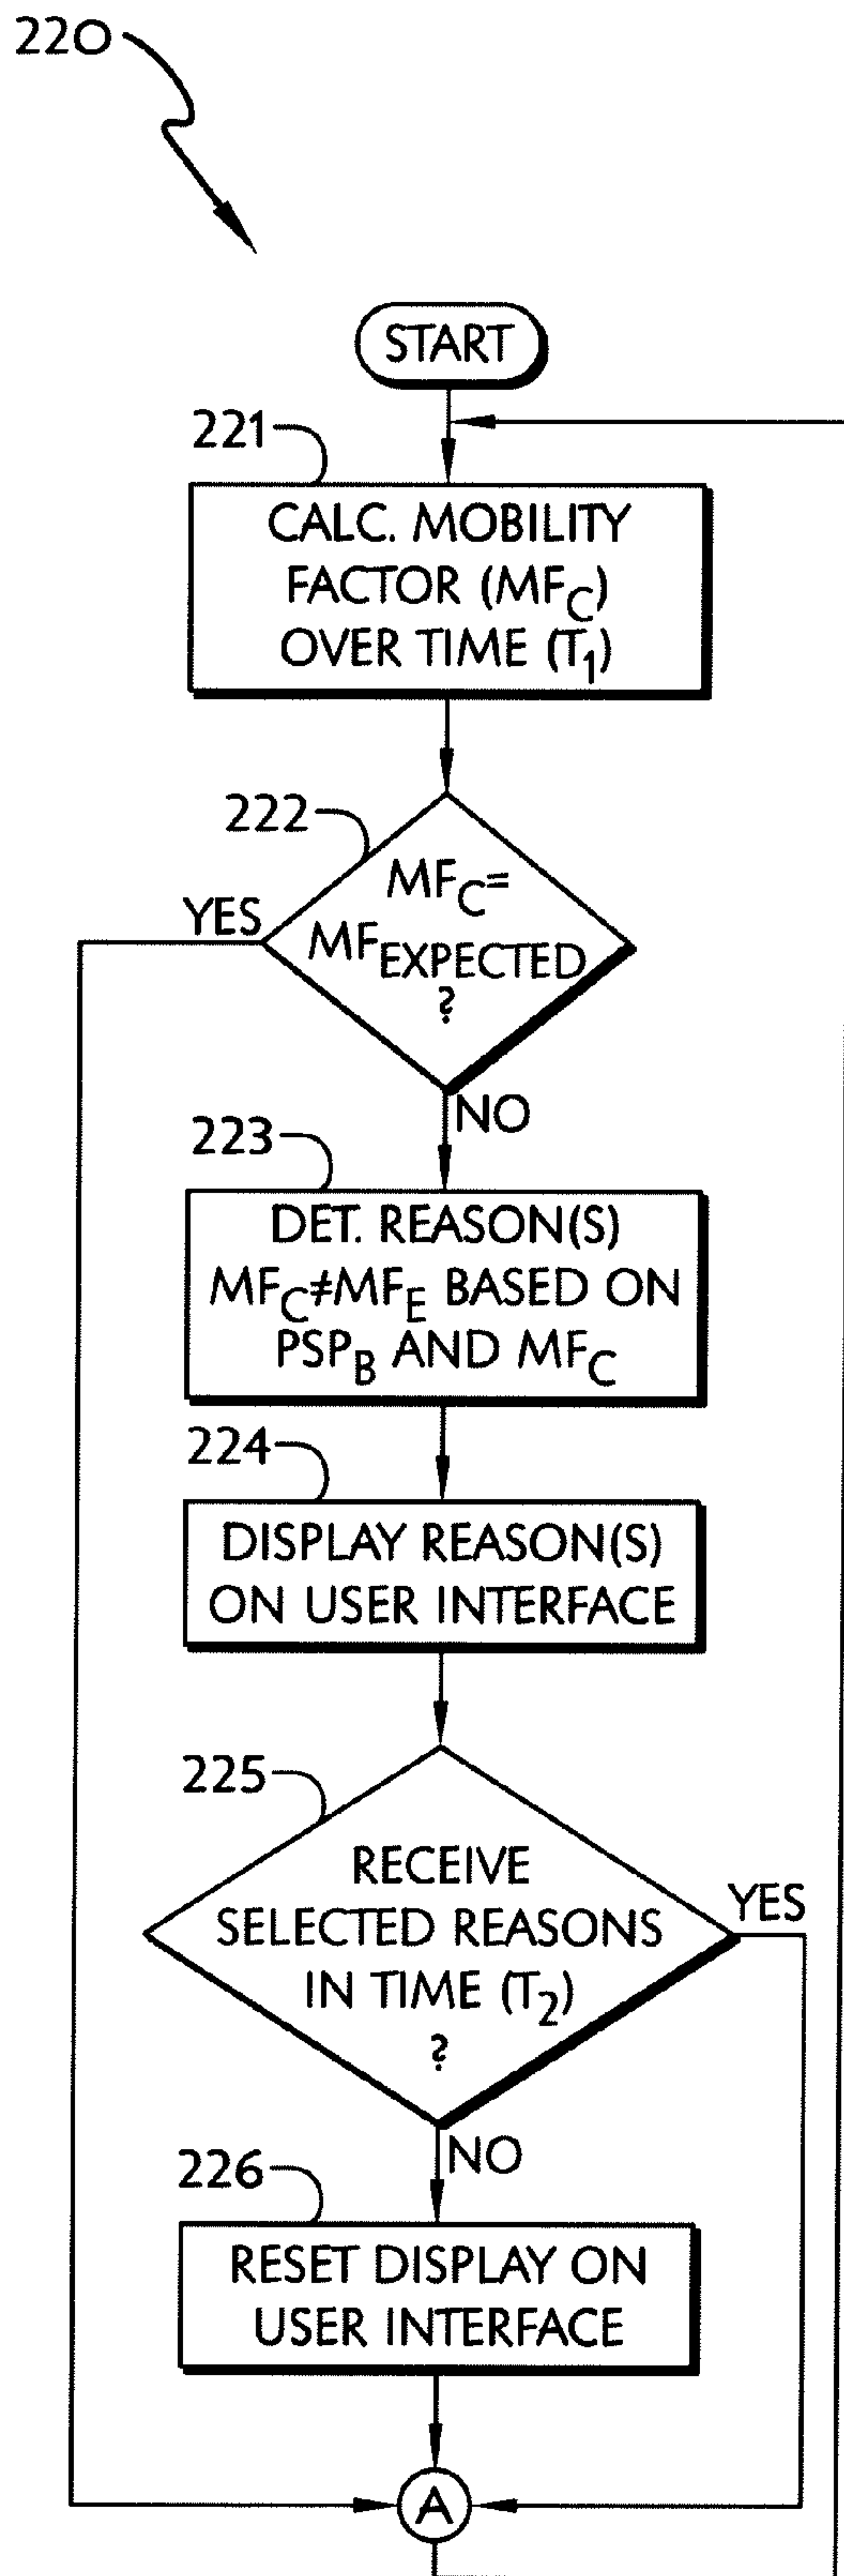 220
START
221
CALC. MOBILITY
FACTOR (MF_C)
OVER TIME (T_1)
222
MF_C=
MF_EXPECTED
?
YES
NO
223
DET. REASON(S)
MF_C≠MF_E BASED ON
PSP_B AND MF_C
224
DISPLAY REASON(S)
ON USER INTERFACE
225
RECEIVE
SELECTED REASONS
IN TIME (T_2)
?
YES
NO
226
RESET DISPLAY ON
USER INTERFACE
A